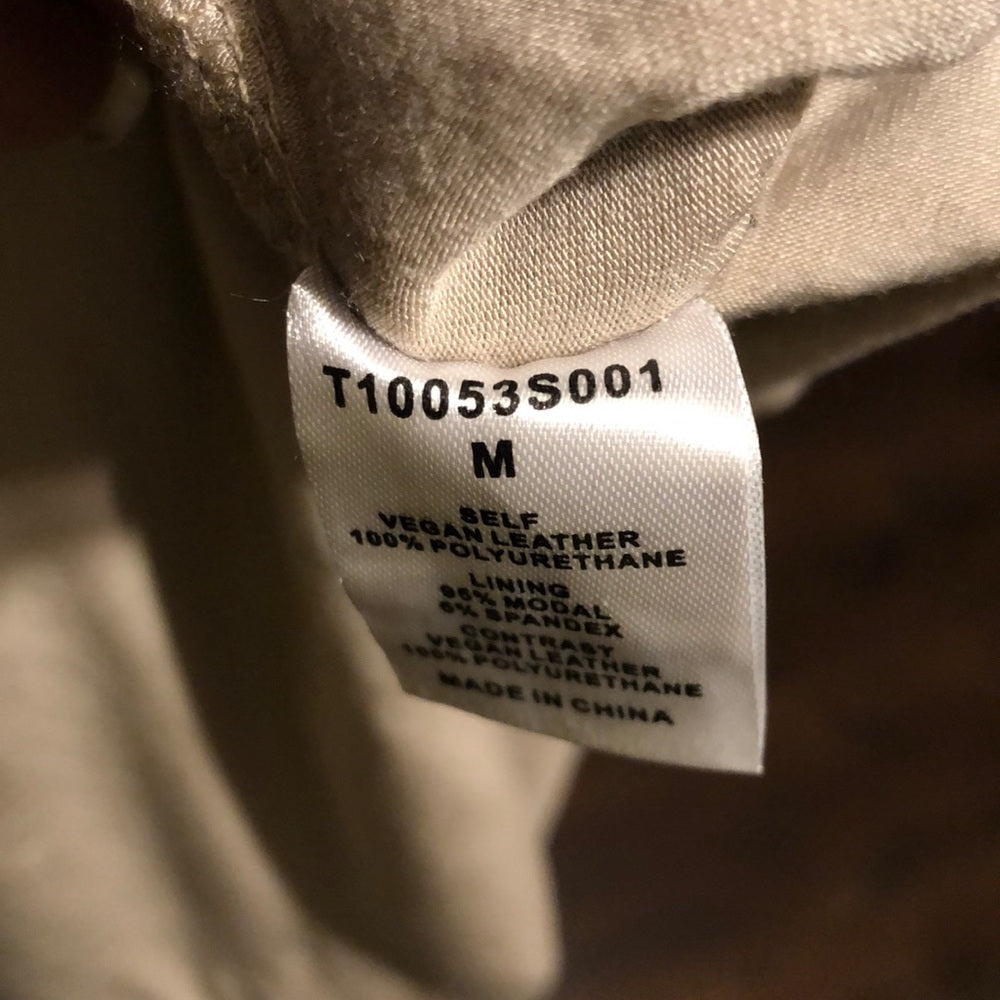 T10053S001
M
SELF
VEGAN LEATHER
100% POLYURETHANE
LINING
95% MODAL
5% SPANDEX
CONTRAST
VEGAN LEATHER
100% POLYURETHANE
MADE IN CHINA